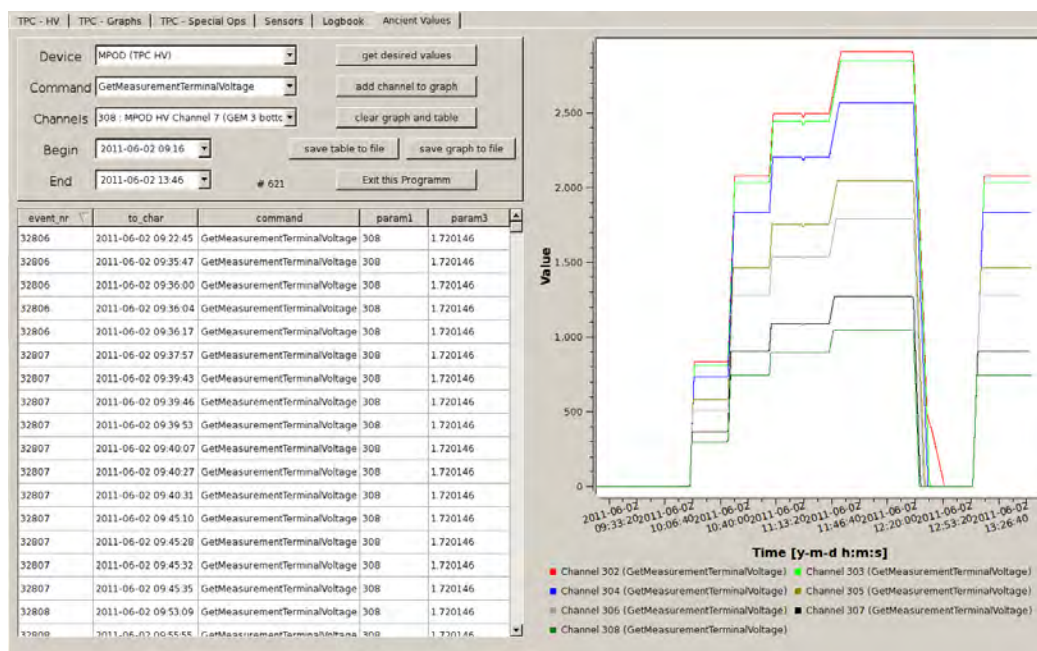 TPC - HV TPC - Graphs TPC - Special Ops Sensors Logbook Ancient Values
Device MPOD (TPC HV) get desired values
Command GetMeasurementTerminalVoltage add channel to graph
Channels 308 : MPOD HV Channel 7 (GEM 3 bottc clear graph and table
Begin 2011-06-02 09:16 save table to file save graph to file
End 2011-06-02 13:46 # 621 Exit this Programm
event_nr to_char command param1 param3
32806 2011-06-02 09:22:45 GetMeasurementTerminalVoltage 308 1.720146
32806 2011-06-02 09:35:47 GetMeasurementTerminalVoltage 308 1.720146
32806 2011-06-02 09:36:00 GetMeasurementTerminalVoltage 308 1.720146
32806 2011-06-02 09:36:04 GetMeasurementTerminalVoltage 308 1.720146
32806 2011-06-02 09:36:17 GetMeasurementTerminalVoltage 308 1.720146
32807 2011-06-02 09:37:57 GetMeasurementTerminalVoltage 308 1.720146
32807 2011-06-02 09:39:43 GetMeasurementTerminalVoltage 308 1.720146
32807 2011-06-02 09:39:46 GetMeasurementTerminalVoltage 308 1.720146
32807 2011-06-02 09:39:53 GetMeasurementTerminalVoltage 308 1.720146
32807 2011-06-02 09:40:07 GetMeasurementTerminalVoltage 308 1.720146
32807 2011-06-02 09:40:27 GetMeasurementTerminalVoltage 308 1.720146
32807 2011-06-02 09:40:31 GetMeasurementTerminalVoltage 308 1.720146
32807 2011-06-02 09:45:10 GetMeasurementTerminalVoltage 308 1.720146
32807 2011-06-02 09:45:28 GetMeasurementTerminalVoltage 308 1.720146
32807 2011-06-02 09:45:32 GetMeasurementTerminalVoltage 308 1.720146
32807 2011-06-02 09:45:35 GetMeasurementTerminalVoltage 308 1.720146
32808 2011-06-02 09:53:09 GetMeasurementTerminalVoltage 308 1.720146
32808 2011-06-02 09:55:55 GetMeasurementTerminalVoltage 308 1.720146
Value
2,500
2,000
1,500
1,000
500
0
2011-06-02 09:33:20
2011-06-02 10:06:40
2011-06-02 10:40:00
2011-06-02 11:13:20
2011-06-02 11:46:40
2011-06-02 12:20:00
2011-06-02 12:53:20
2011-06-02 13:26:40
Time [y-m-d h:m:s]
Channel 302 (GetMeasurementTerminalVoltage) Channel 303 (GetMeasurementTerminalVoltage)
Channel 304 (GetMeasurementTerminalVoltage) Channel 305 (GetMeasurementTerminalVoltage)
Channel 306 (GetMeasurementTerminalVoltage) Channel 307 (GetMeasurementTerminalVoltage)
Channel 308 (GetMeasurementTerminalVoltage)